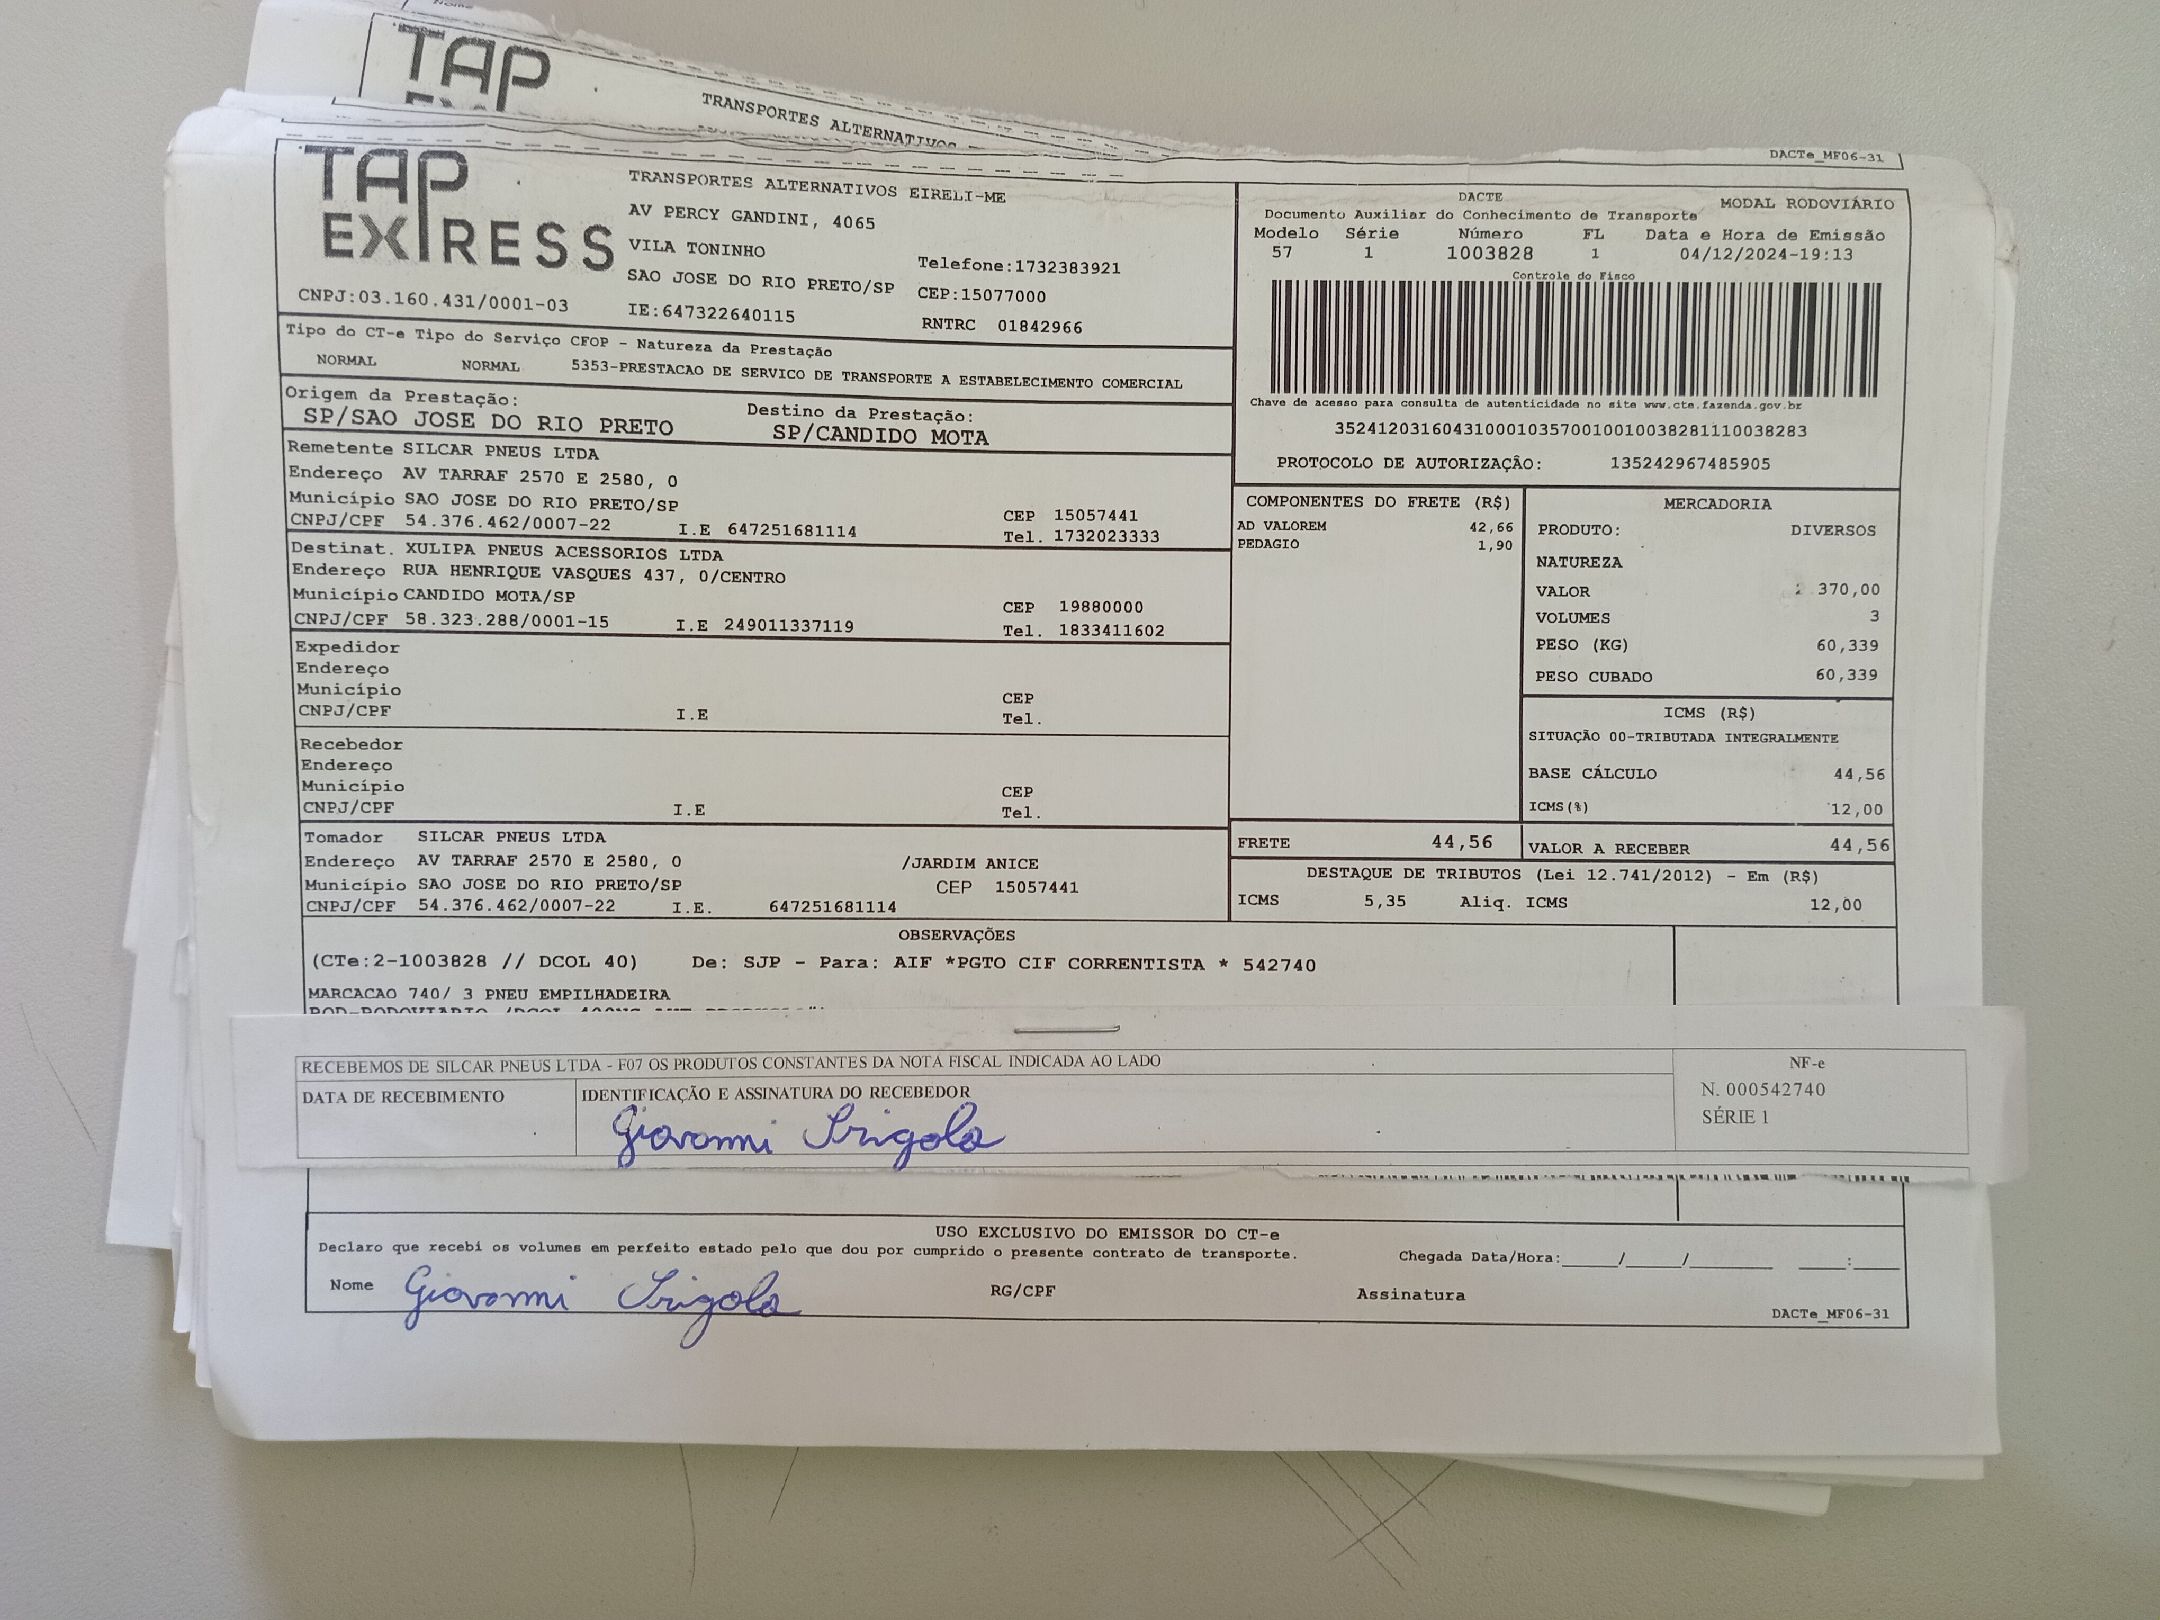 TAP
TRANSPORTES ALTERNATIVOS
DACTe_MF06-31
TAP
EXPRESS
TRANSPORTES ALTERNATIVOS EIRELI-ME
AV PERCY GANDINI, 4065
VILA TONINHO
Telefone:1732383921
SAO JOSE DO RIO PRETO/SP CEP:15077000
CNPJ:03.160.431/0001-03 IE:647322640115 RNTRC 01842966
DACTE MODAL RODOVIÁRIO
Documento Auxiliar do Conhecimento de Transporte
Modelo Série Número FL Data e Hora de Emissão
57 1 1003828 1 04/12/2024-19:13
Controle do Fisco
Chave de acesso para consulta de autenticidade no site www.cte.fazenda.gov.br
35241203160431000103570010010038281110038283
PROTOCOLO DE AUTORIZAÇÃO: 135242967485905
Tipo do CT-e Tipo do Serviço CFOP - Natureza da Prestação
NORMAL NORMAL 5353-PRESTACAO DE SERVICO DE TRANSPORTE A ESTABELECIMENTO COMERCIAL
Origem da Prestação: Destino da Prestação:
SP/SAO JOSE DO RIO PRETO SP/CANDIDO MOTA
Remetente SILCAR PNEUS LTDA
Endereço AV TARRAF 2570 E 2580, 0
Município SAO JOSE DO RIO PRETO/SP CEP 15057441
CNPJ/CPF 54.376.462/0007-22 I.E 647251681114 Tel. 1732023333
Destinat. XULIPA PNEUS ACESSORIOS LTDA
Endereço RUA HENRIQUE VASQUES 437, 0/CENTRO
Município CANDIDO MOTA/SP CEP 19880000
CNPJ/CPF 58.323.288/0001-15 I.E 249011337119 Tel. 1833411602
Expedidor
Endereço
Município CEP
CNPJ/CPF I.E Tel.
Recebedor
Endereço
Município CEP
CNPJ/CPF I.E Tel.
Tomador SILCAR PNEUS LTDA
Endereço AV TARRAF 2570 E 2580, 0 /JARDIM ANICE
Município SAO JOSE DO RIO PRETO/SP CEP 15057441
CNPJ/CPF 54.376.462/0007-22 I.E. 647251681114
COMPONENTES DO FRETE (R$)
AD VALOREM 42,66
PEDAGIO 1,90
MERCADORIA
PRODUTO: DIVERSOS
NATUREZA
VALOR 370,00
VOLUMES 3
PESO (KG) 60,339
PESO CUBADO 60,339
ICMS (R$)
SITUAÇÃO 00-TRIBUTADA INTEGRALMENTE
BASE CÁLCULO 44,56
ICMS(%) 12,00
FRETE 44,56 VALOR A RECEBER 44,56
DESTAQUE DE TRIBUTOS (Lei 12.741/2012) - Em (R$)
ICMS 5,35 Aliq. ICMS 12,00
OBSERVAÇÕES
(CTe:2-1003828 // DCOL 40) De: SJP - Para: AIF *PGTO CIF CORRENTISTA * 542740
MARCACAO 740/ 3 PNEU EMPILHADEIRA
RECEBEMOS DE SILCAR PNEUS LTDA - F07 OS PRODUTOS CONSTANTES DA NOTA FISCAL INDICADA AO LADO
NF-e
N. 000542740
SÉRIE 1
DATA DE RECEBIMENTO IDENTIFICAÇÃO E ASSINATURA DO RECEBEDOR
Giovanni
USO EXCLUSIVO DO EMISSOR DO CT-e
Declaro que recebi os volumes em perfeito estado pelo que dou por cumprido o presente contrato de transporte. Chegada Data/Hora:_____/_____/_______ ____:____
Nome Giovanni RG/CPF Assinatura
DACTe_MF06-31